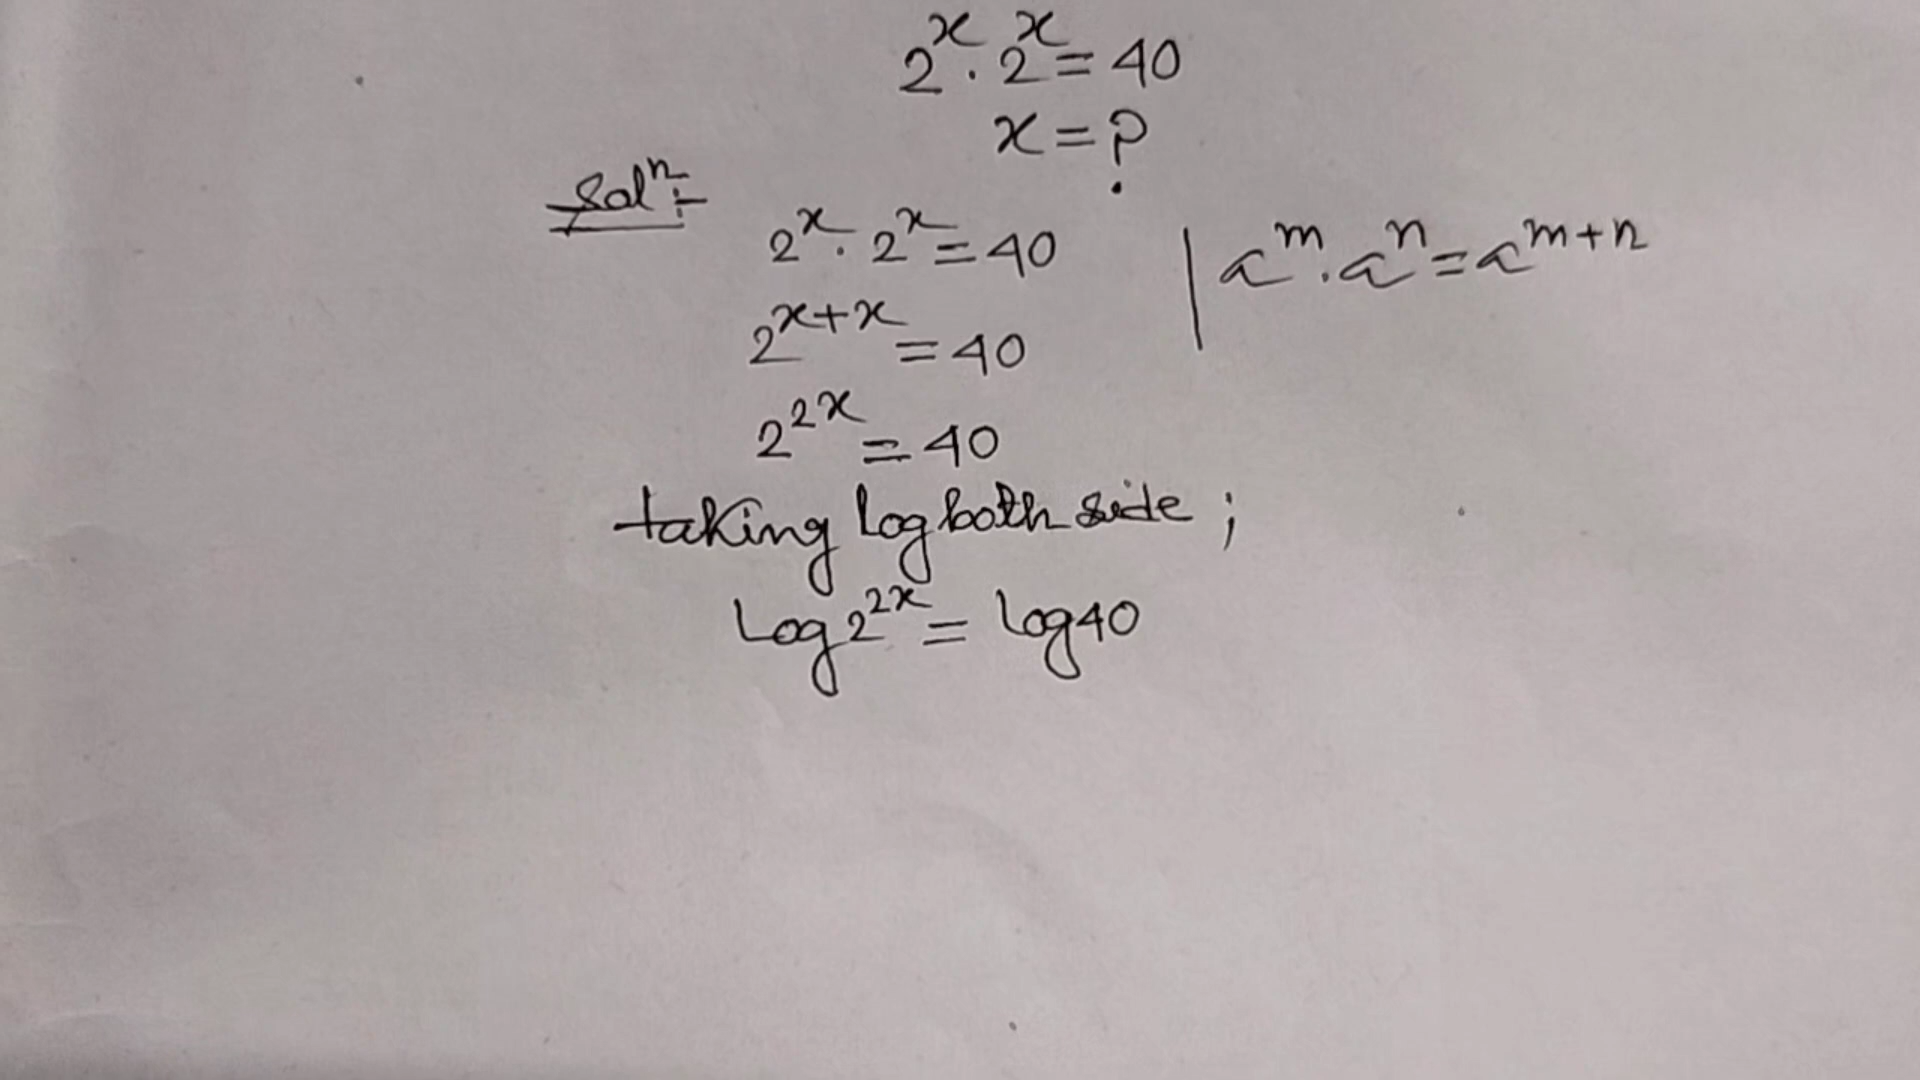 2^x · 2^x = 40
x = ?
Sol^n :-
2^x · 2^x = 40 | a^m · a^n = a^(m+n)
2^(x+x) = 40
2^(2x) = 40
taking log both side ;
log 2^(2x) = log 40